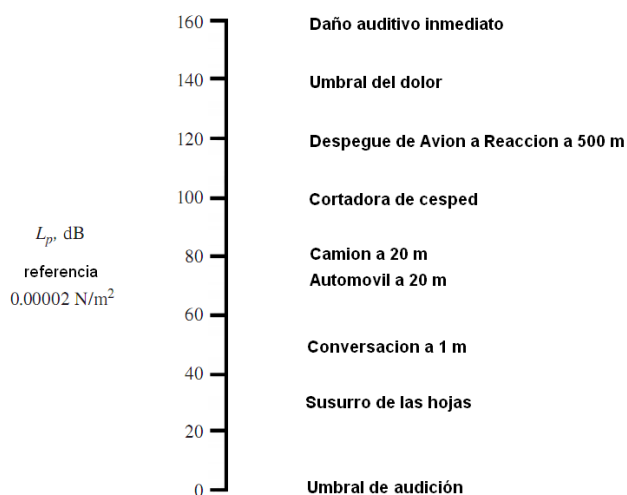 160 Daño auditivo inmediato
140 Umbral del dolor
120 Despegue de Avion a Reaccion a 500 m
100 Cortadora de cesped
L_p, dB
80 Camion a 20 m
referencia
Automovil a 20 m
0.00002 N/m²
60
Conversacion a 1 m
40
Susurro de las hojas
20
0 Umbral de audición